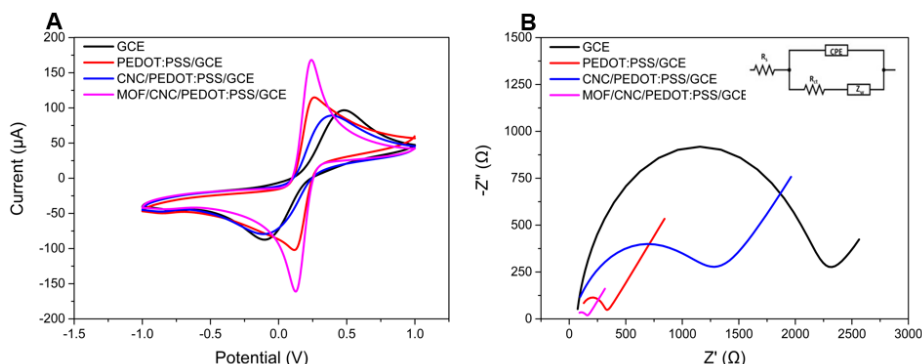 A
GCE
PEDOT:PSS/GCE
CNC/PEDOT:PSS/GCE
MOF/CNC/PEDOT:PSS/GCE
200
150
100
50
0
-50
-100
-150
-200
-1.5
-1.0
-0.5
0.0
0.5
1.0
1.5
Current (µA)
Potential (V)
B
GCE
PEDOT:PSS/GCE
CNC/PEDOT:PSS/GCE
MOF/CNC/PEDOT:PSS/GCE
CPE
1500
1250
1000
750
500
250
0
0
500
1000
1500
2000
2500
3000
-Z'' (Ω)
Z' (Ω)